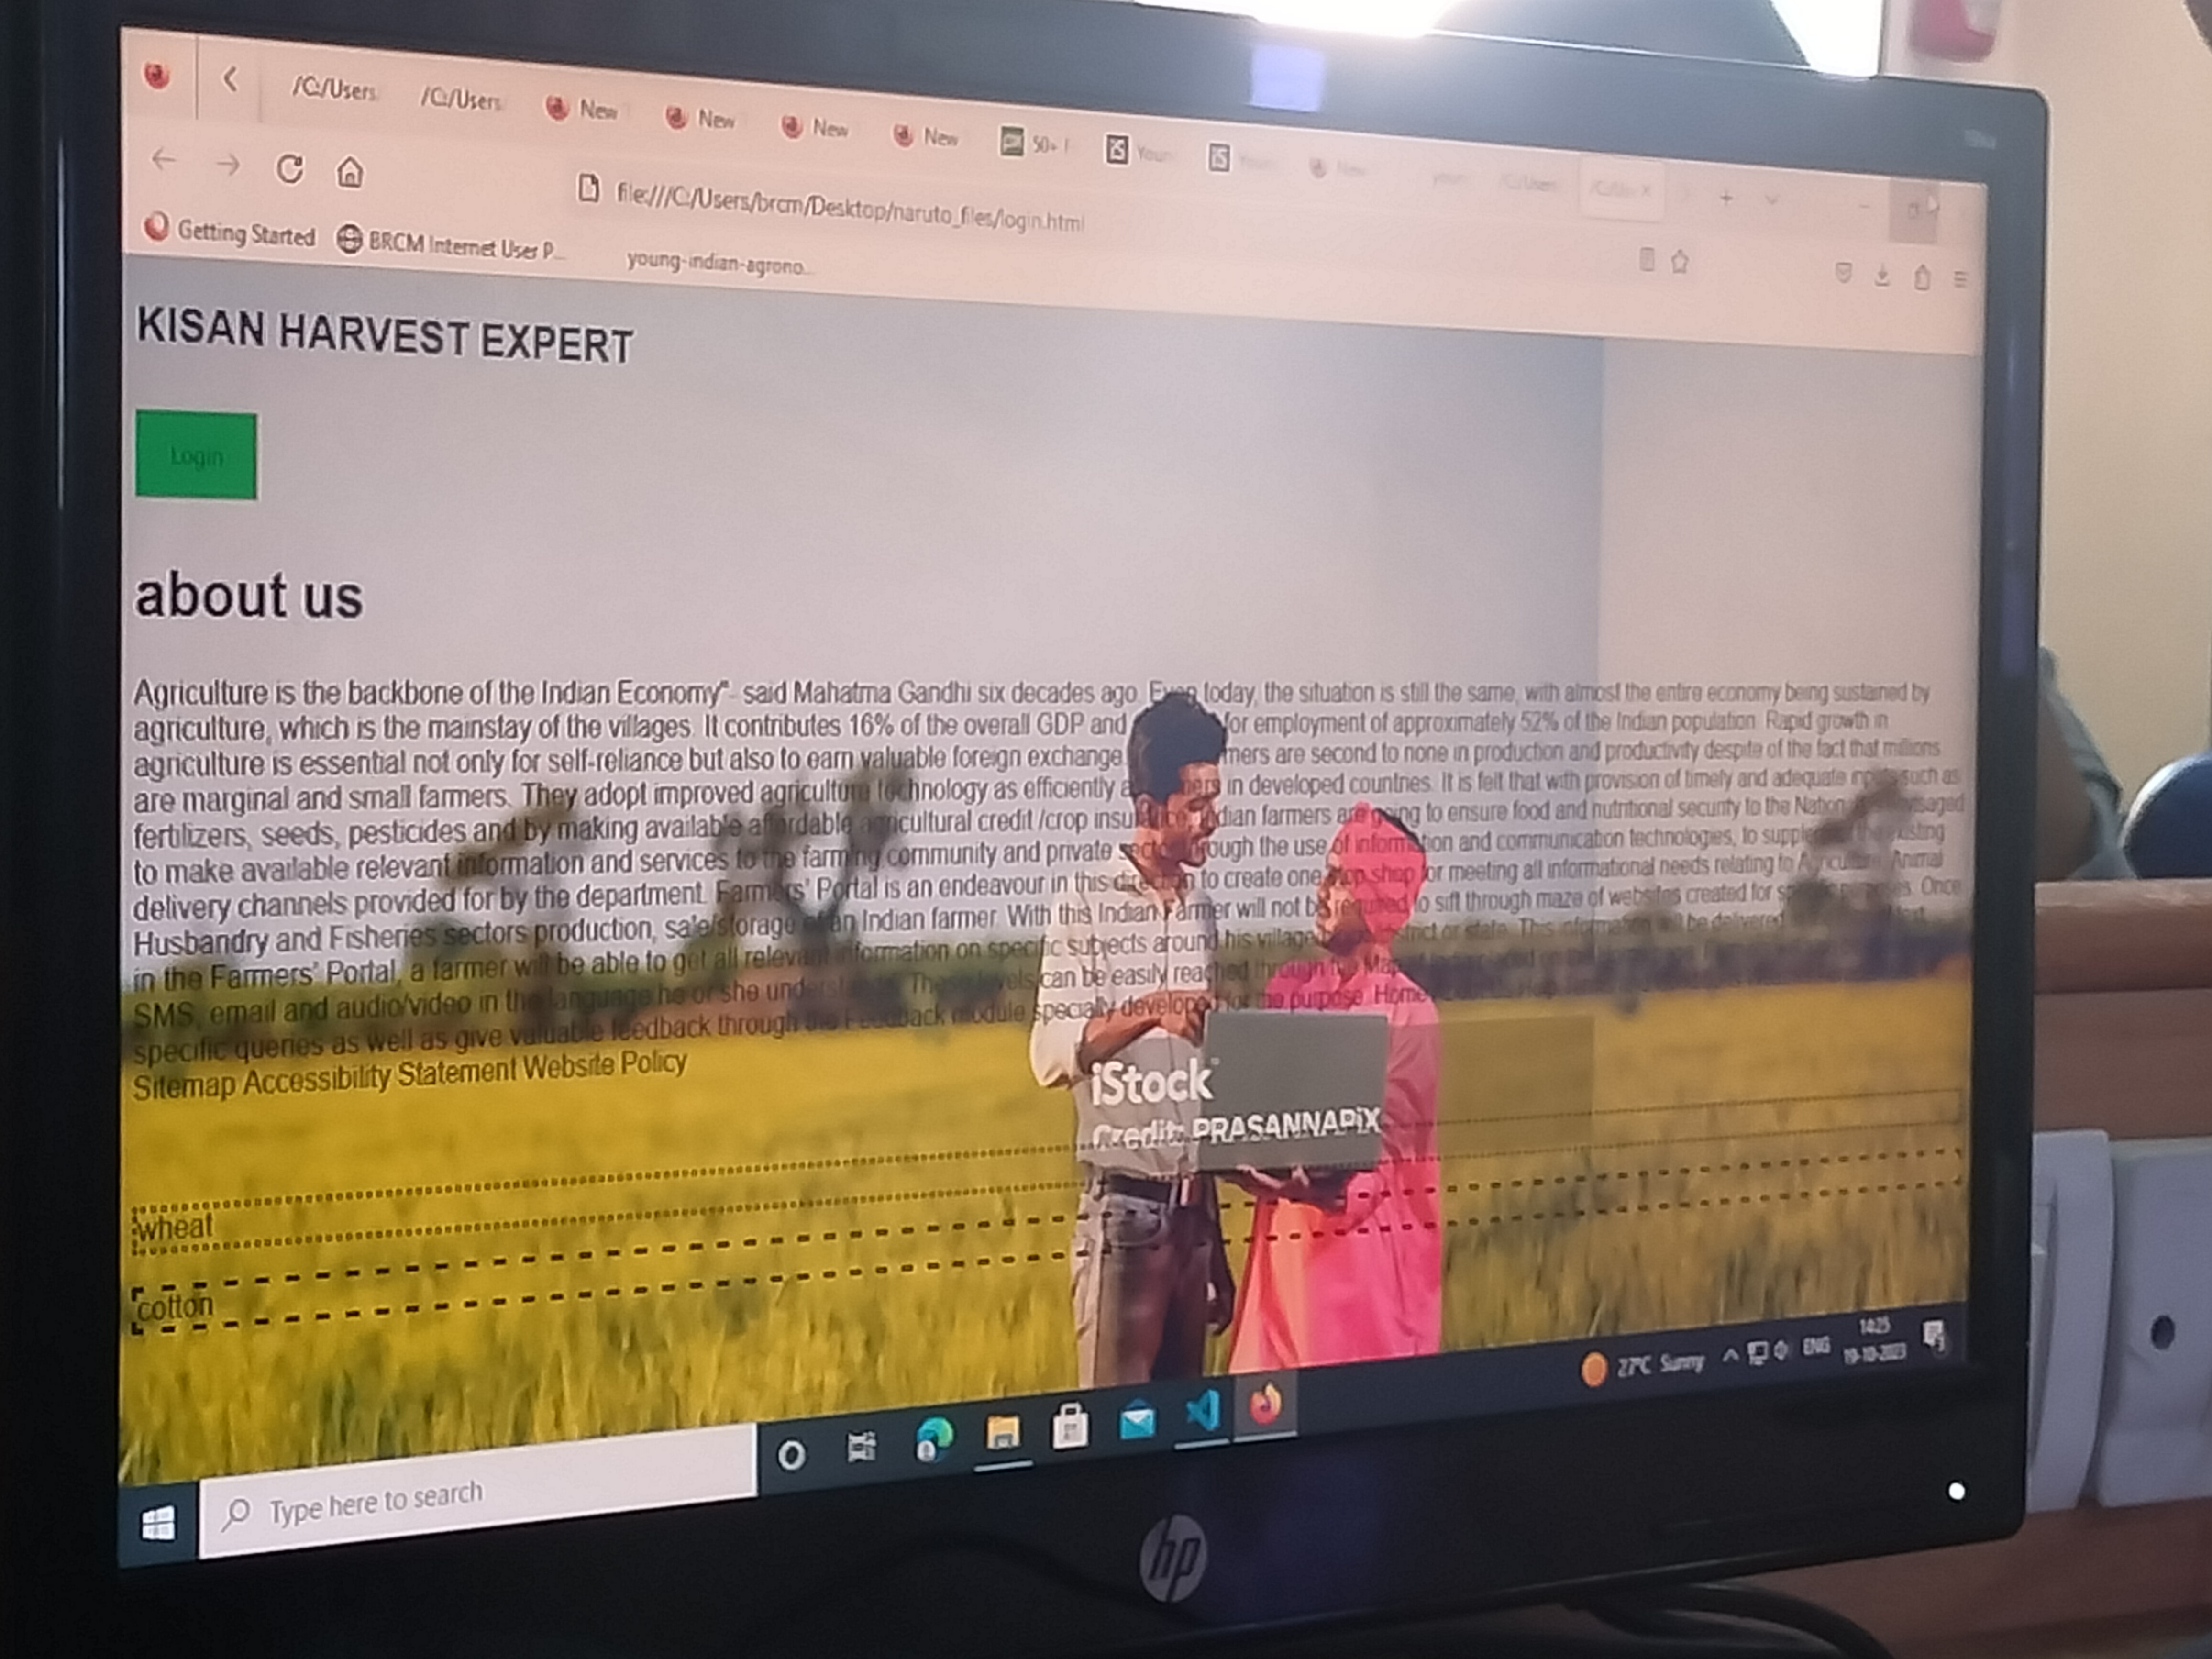 /C:/Users
/C:/Users
New
New
New
New
50+
Youn
file:///C:/Users/brcm/Desktop/naruto_files/login.html
Getting Started
BRCM Internet User P...
young-indian-agrono...
KISAN HARVEST EXPERT
Login
about us
Agriculture is the backbone of the Indian Economy"- said Mahatma Gandhi six decades ago. Even today, the situation is still the same, with almost the entire economy being sustained by
agriculture, which is the mainstay of the villages. It contributes 16% of the overall GDP and for employment of approximately 52% of the Indian population. Rapid growth in
agriculture is essential not only for self-reliance but also to earn valuable foreign exchange. mers are second to none in production and productivity despite of the fact that millions
are marginal and small farmers. They adopt improved agriculture technology as efficiently in developed countries. It is felt that with provision of timely and adequate inputs such as
fertilizers, seeds, pesticides and by making available affordable agricultural credit /crop insurance, Indian farmers are going to ensure food and nutritional security to the Nation.
to make available relevant information and services to the farming community and private sector through the use of information and communication technologies, to supplement the existing
delivery channels provided for by the department. Farmers' Portal is an endeavour in this direction to create one stop shop for meeting all informational needs relating to Agriculture, Animal
Husbandry and Fisheries sectors production, sale/storage of an Indian farmer. With this Indian Farmer will not be required to sift through maze of websites created for specific purposes. Once
in the Farmers' Portal, a farmer will be able to get all relevant information on specific subjects around his village district or state. This information will be delivered
SMS, email and audio/video in the language he or she understands. These levels can be easily reached through the Map
specific queries as well as give valuable feedback through the Feedback module specially developed for the purpose. Home
Sitemap Accessibility Statement Website Policy
iStock
Credit: PRASANNAPiX
wheat
cotton
27°C Sunny
ENG
14:25
19-10-2023
Type here to search
hp